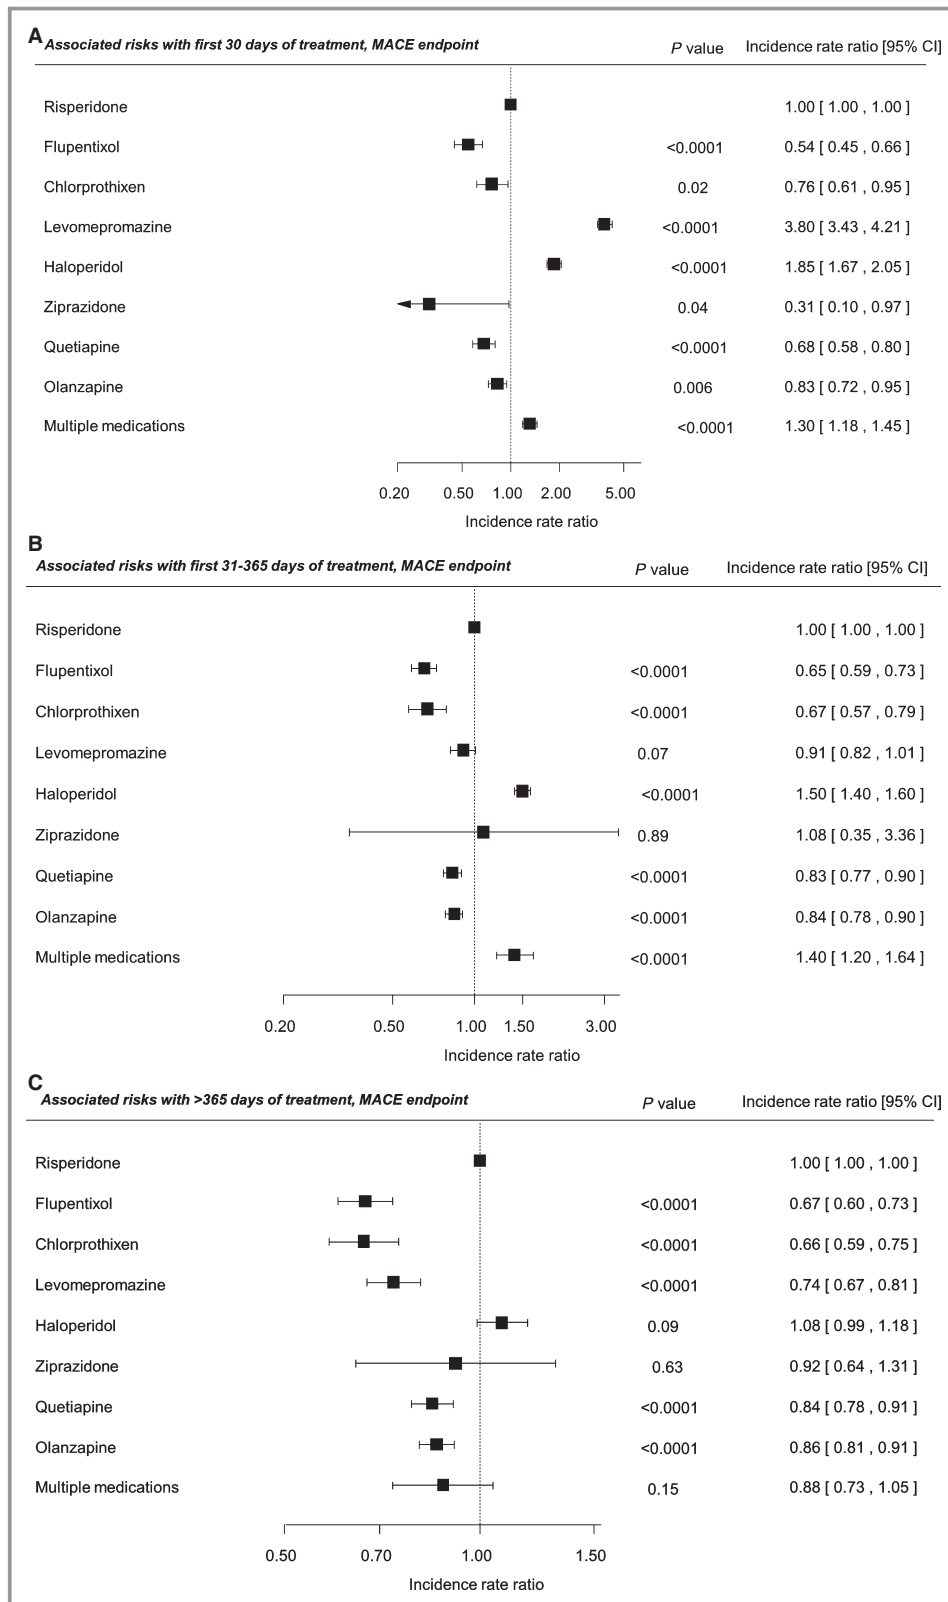 A Associated risks with first 30 days of treatment, MACE endpoint P value Incidence rate ratio [95% CI]
Risperidone 1.00 [ 1.00 , 1.00 ]
Flupentixol <0.0001 0.54 [ 0.45 , 0.66 ]
Chlorprothixen 0.02 0.76 [ 0.61 , 0.95 ]
Levomepromazine <0.0001 3.80 [ 3.43 , 4.21 ]
Haloperidol <0.0001 1.85 [ 1.67 , 2.05 ]
Ziprazidone 0.04 0.31 [ 0.10 , 0.97 ]
Quetiapine <0.0001 0.68 [ 0.58 , 0.80 ]
Olanzapine 0.006 0.83 [ 0.72 , 0.95 ]
Multiple medications <0.0001 1.30 [ 1.18 , 1.45 ]
0.20 0.50 1.00 2.00 5.00
Incidence rate ratio
B
Associated risks with first 31-365 days of treatment, MACE endpoint P value Incidence rate ratio [95% CI]
Risperidone 1.00 [ 1.00 , 1.00 ]
Flupentixol <0.0001 0.65 [ 0.59 , 0.73 ]
Chlorprothixen <0.0001 0.67 [ 0.57 , 0.79 ]
Levomepromazine 0.07 0.91 [ 0.82 , 1.01 ]
Haloperidol <0.0001 1.50 [ 1.40 , 1.60 ]
Ziprazidone 0.89 1.08 [ 0.35 , 3.36 ]
Quetiapine <0.0001 0.83 [ 0.77 , 0.90 ]
Olanzapine <0.0001 0.84 [ 0.78 , 0.90 ]
Multiple medications <0.0001 1.40 [ 1.20 , 1.64 ]
0.20 0.50 1.00 1.50 3.00
Incidence rate ratio
C
Associated risks with >365 days of treatment, MACE endpoint P value Incidence rate ratio [95% CI]
Risperidone 1.00 [ 1.00 , 1.00 ]
Flupentixol <0.0001 0.67 [ 0.60 , 0.73 ]
Chlorprothixen <0.0001 0.66 [ 0.59 , 0.75 ]
Levomepromazine <0.0001 0.74 [ 0.67 , 0.81 ]
Haloperidol 0.09 1.08 [ 0.99 , 1.18 ]
Ziprazidone 0.63 0.92 [ 0.64 , 1.31 ]
Quetiapine <0.0001 0.84 [ 0.78 , 0.91 ]
Olanzapine <0.0001 0.86 [ 0.81 , 0.91 ]
Multiple medications 0.15 0.88 [ 0.73 , 1.05 ]
0.50 0.70 1.00 1.50
Incidence rate ratio